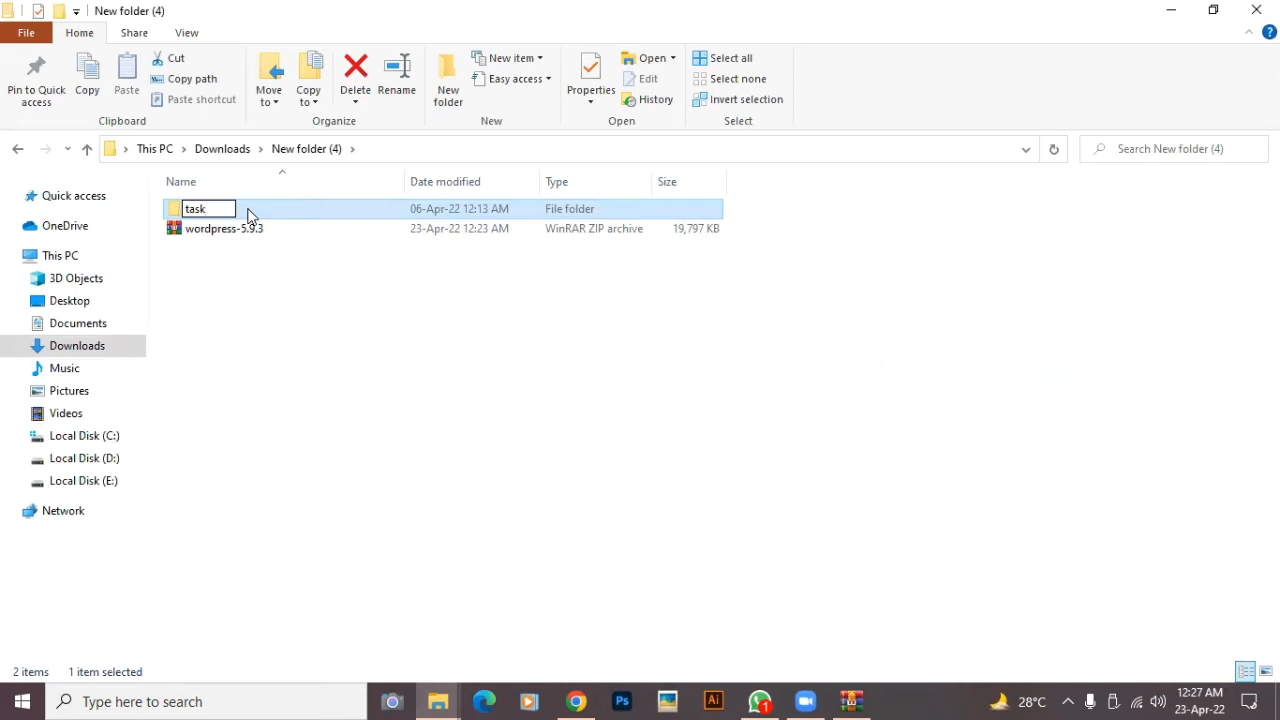 New folder (4)
File Home Share View
Pin to Quick access
Copy
Paste
Cut
Copy path
Paste shortcut
Clipboard
Move to
Copy to
Delete
Rename
Organize
New folder
New item
Easy access
New
Properties
Open
Edit
History
Open
Select all
Select none
Invert selection
Select
This PC Downloads New folder (4)
Search New folder (4)
Name Date modified Type Size
task 06-Apr-22 12:13 AM File folder
wordpress-5.9.3 23-Apr-22 12:23 AM WinRAR ZIP archive 19,797 KB
Quick access
OneDrive
This PC
3D Objects
Desktop
Documents
Downloads
Music
Pictures
Videos
Local Disk (C:)
Local Disk (D:)
Local Disk (E:)
Network
2 items 1 item selected
Type here to search
Ps
Ai
1
28°C
12:27 AM
23-Apr-22